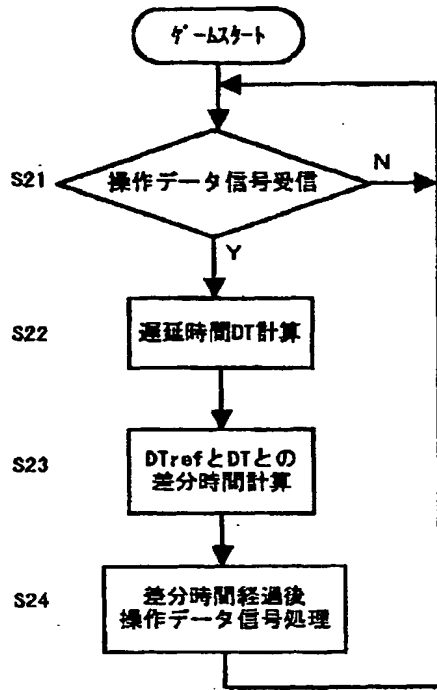 ゲームスタート
S21
操作データ信号受信
N
Y
S22
遅延時間DT計算
S23
DTrefとDTとの
差分時間計算
S24
差分時間経過後
操作データ信号処理